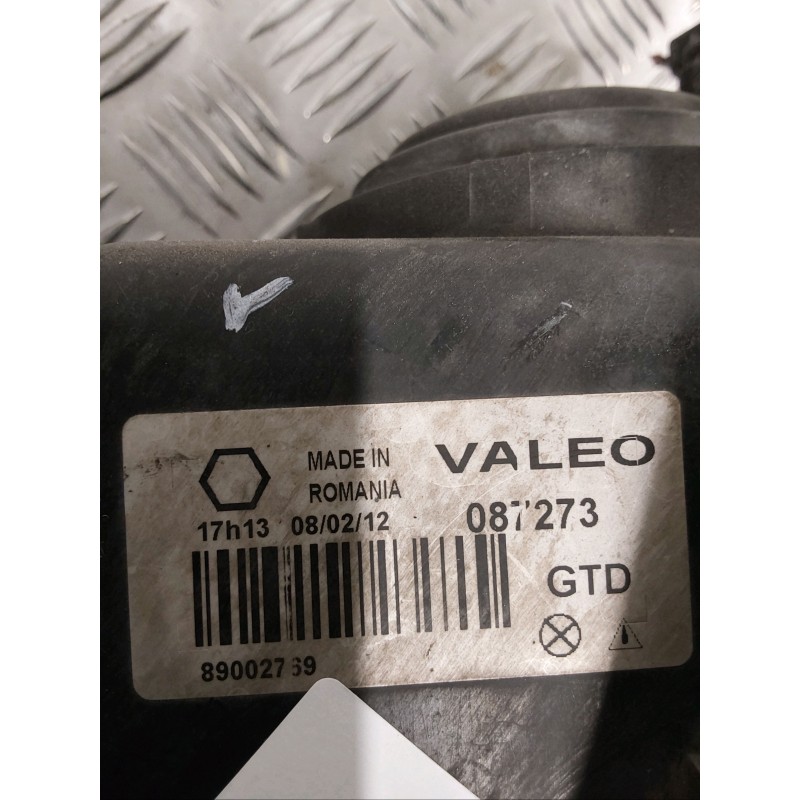 MADE IN
ROMANIA
VALEO
17h13 08/02/12
087273
GTD
89002769